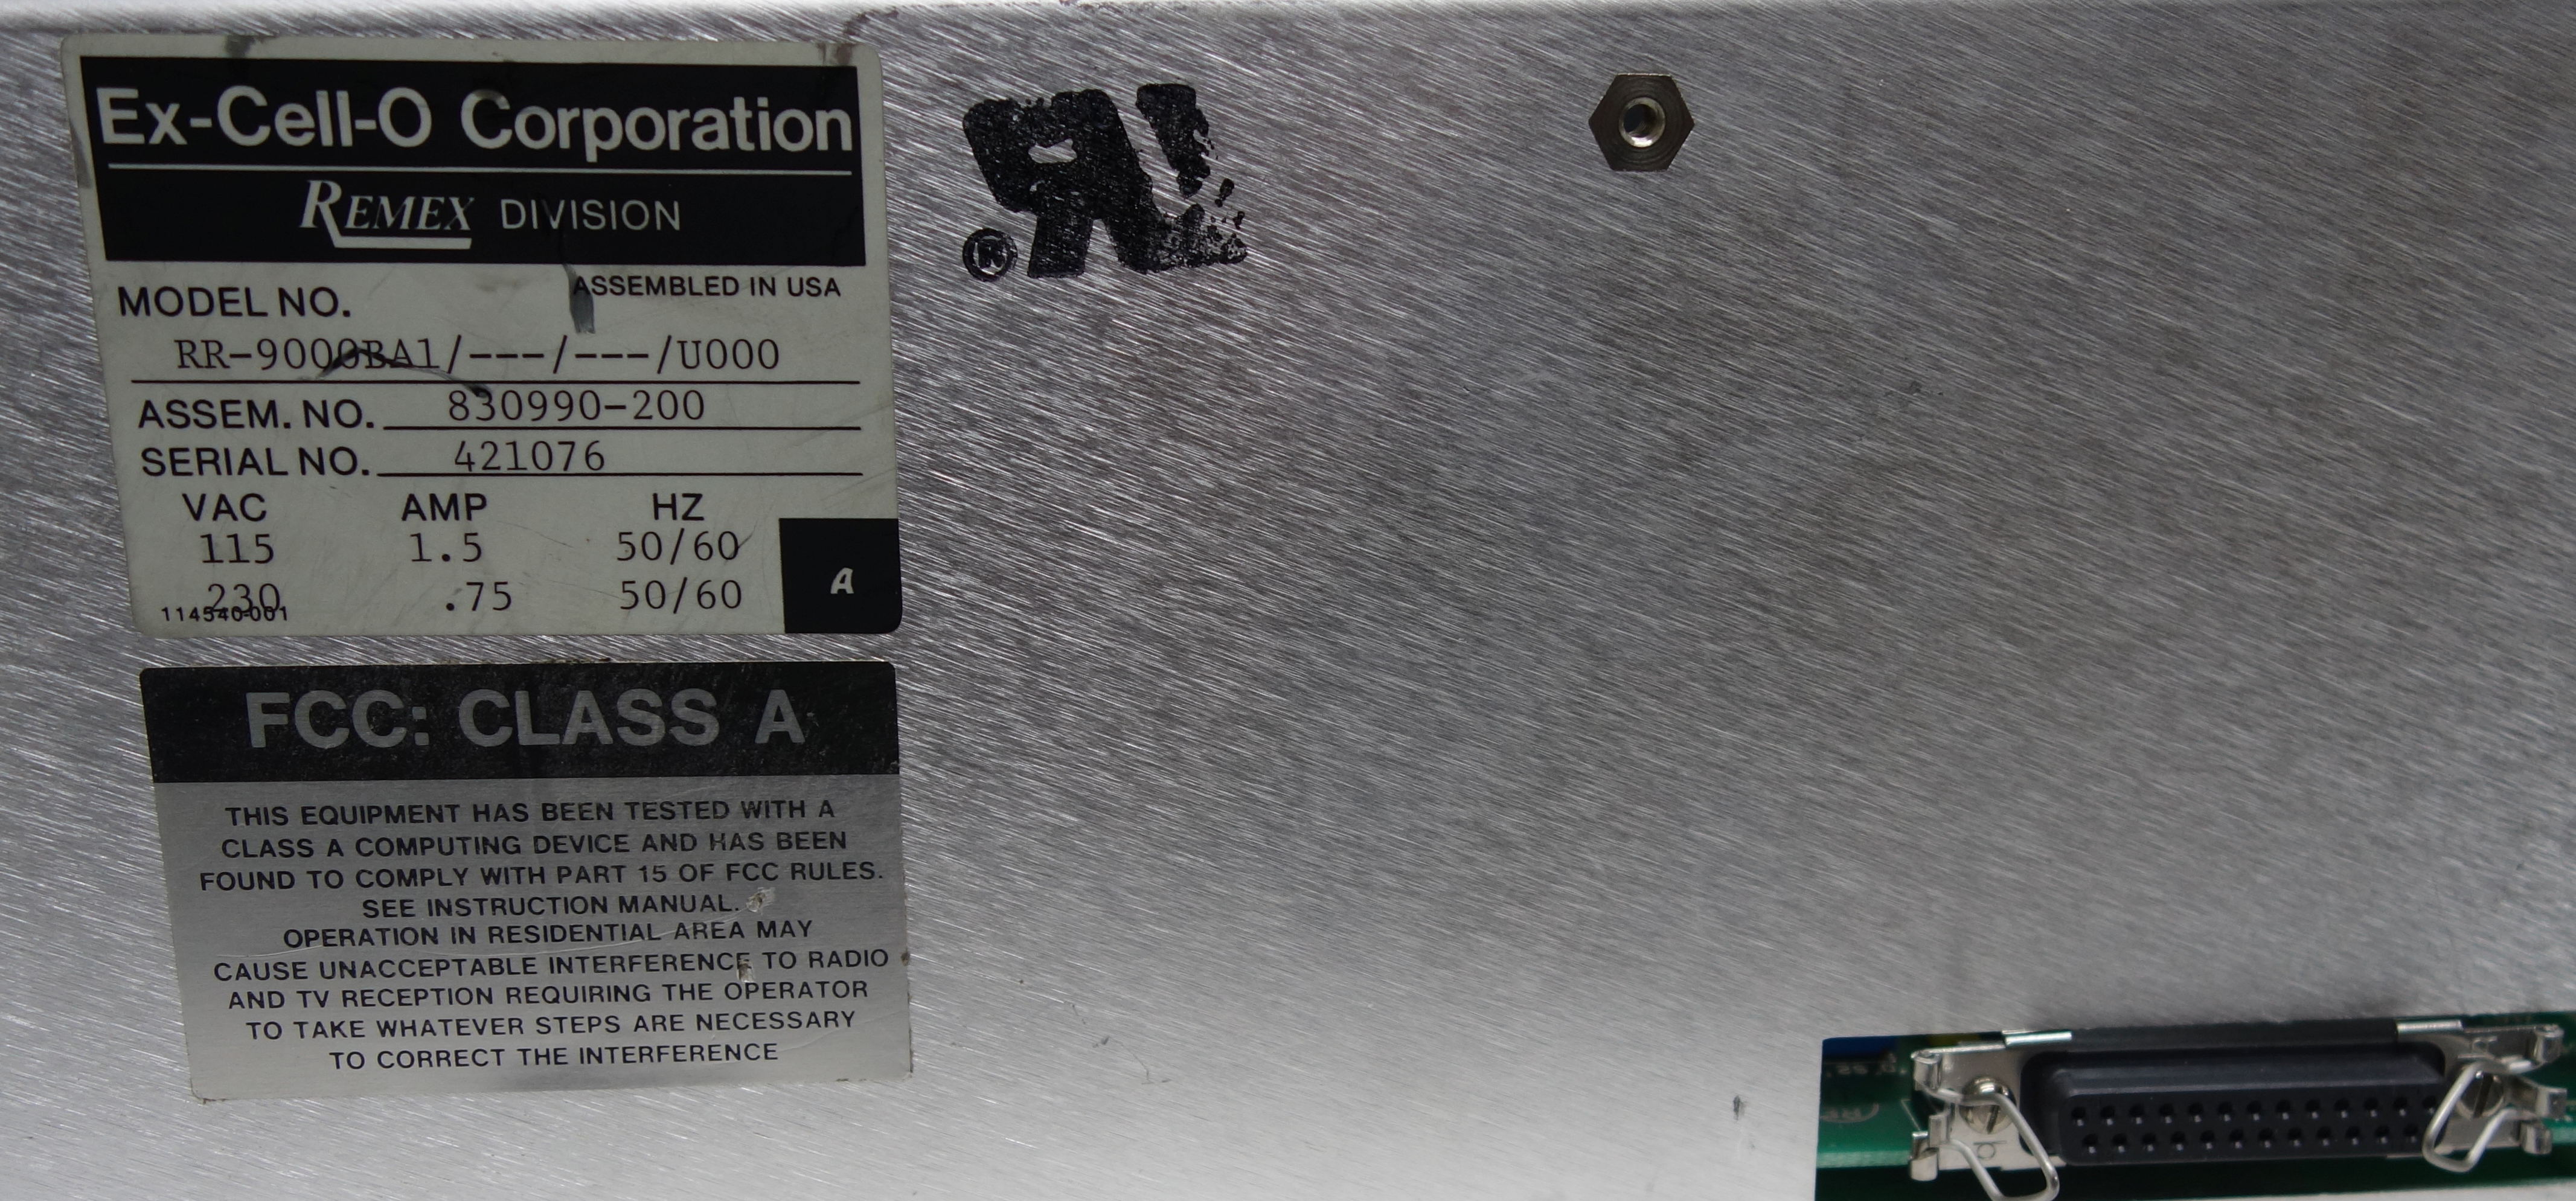 Ex-Cell-O Corporation
REMEX DIVISION
ASSEMBLED IN USA
MODEL NO.
RR-9000BA1/---/---/U000
ASSEM. NO. 830990-200
SERIAL NO. 421076
VAC AMP HZ
115 1.5 50/60
230 .75 50/60
A
114540-001
FCC: CLASS A
THIS EQUIPMENT HAS BEEN TESTED WITH A
CLASS A COMPUTING DEVICE AND HAS BEEN
FOUND TO COMPLY WITH PART 15 OF FCC RULES.
SEE INSTRUCTION MANUAL.
OPERATION IN RESIDENTIAL AREA MAY
CAUSE UNACCEPTABLE INTERFERENCE TO RADIO
AND TV RECEPTION REQUIRING THE OPERATOR
TO TAKE WHATEVER STEPS ARE NECESSARY
TO CORRECT THE INTERFERENCE